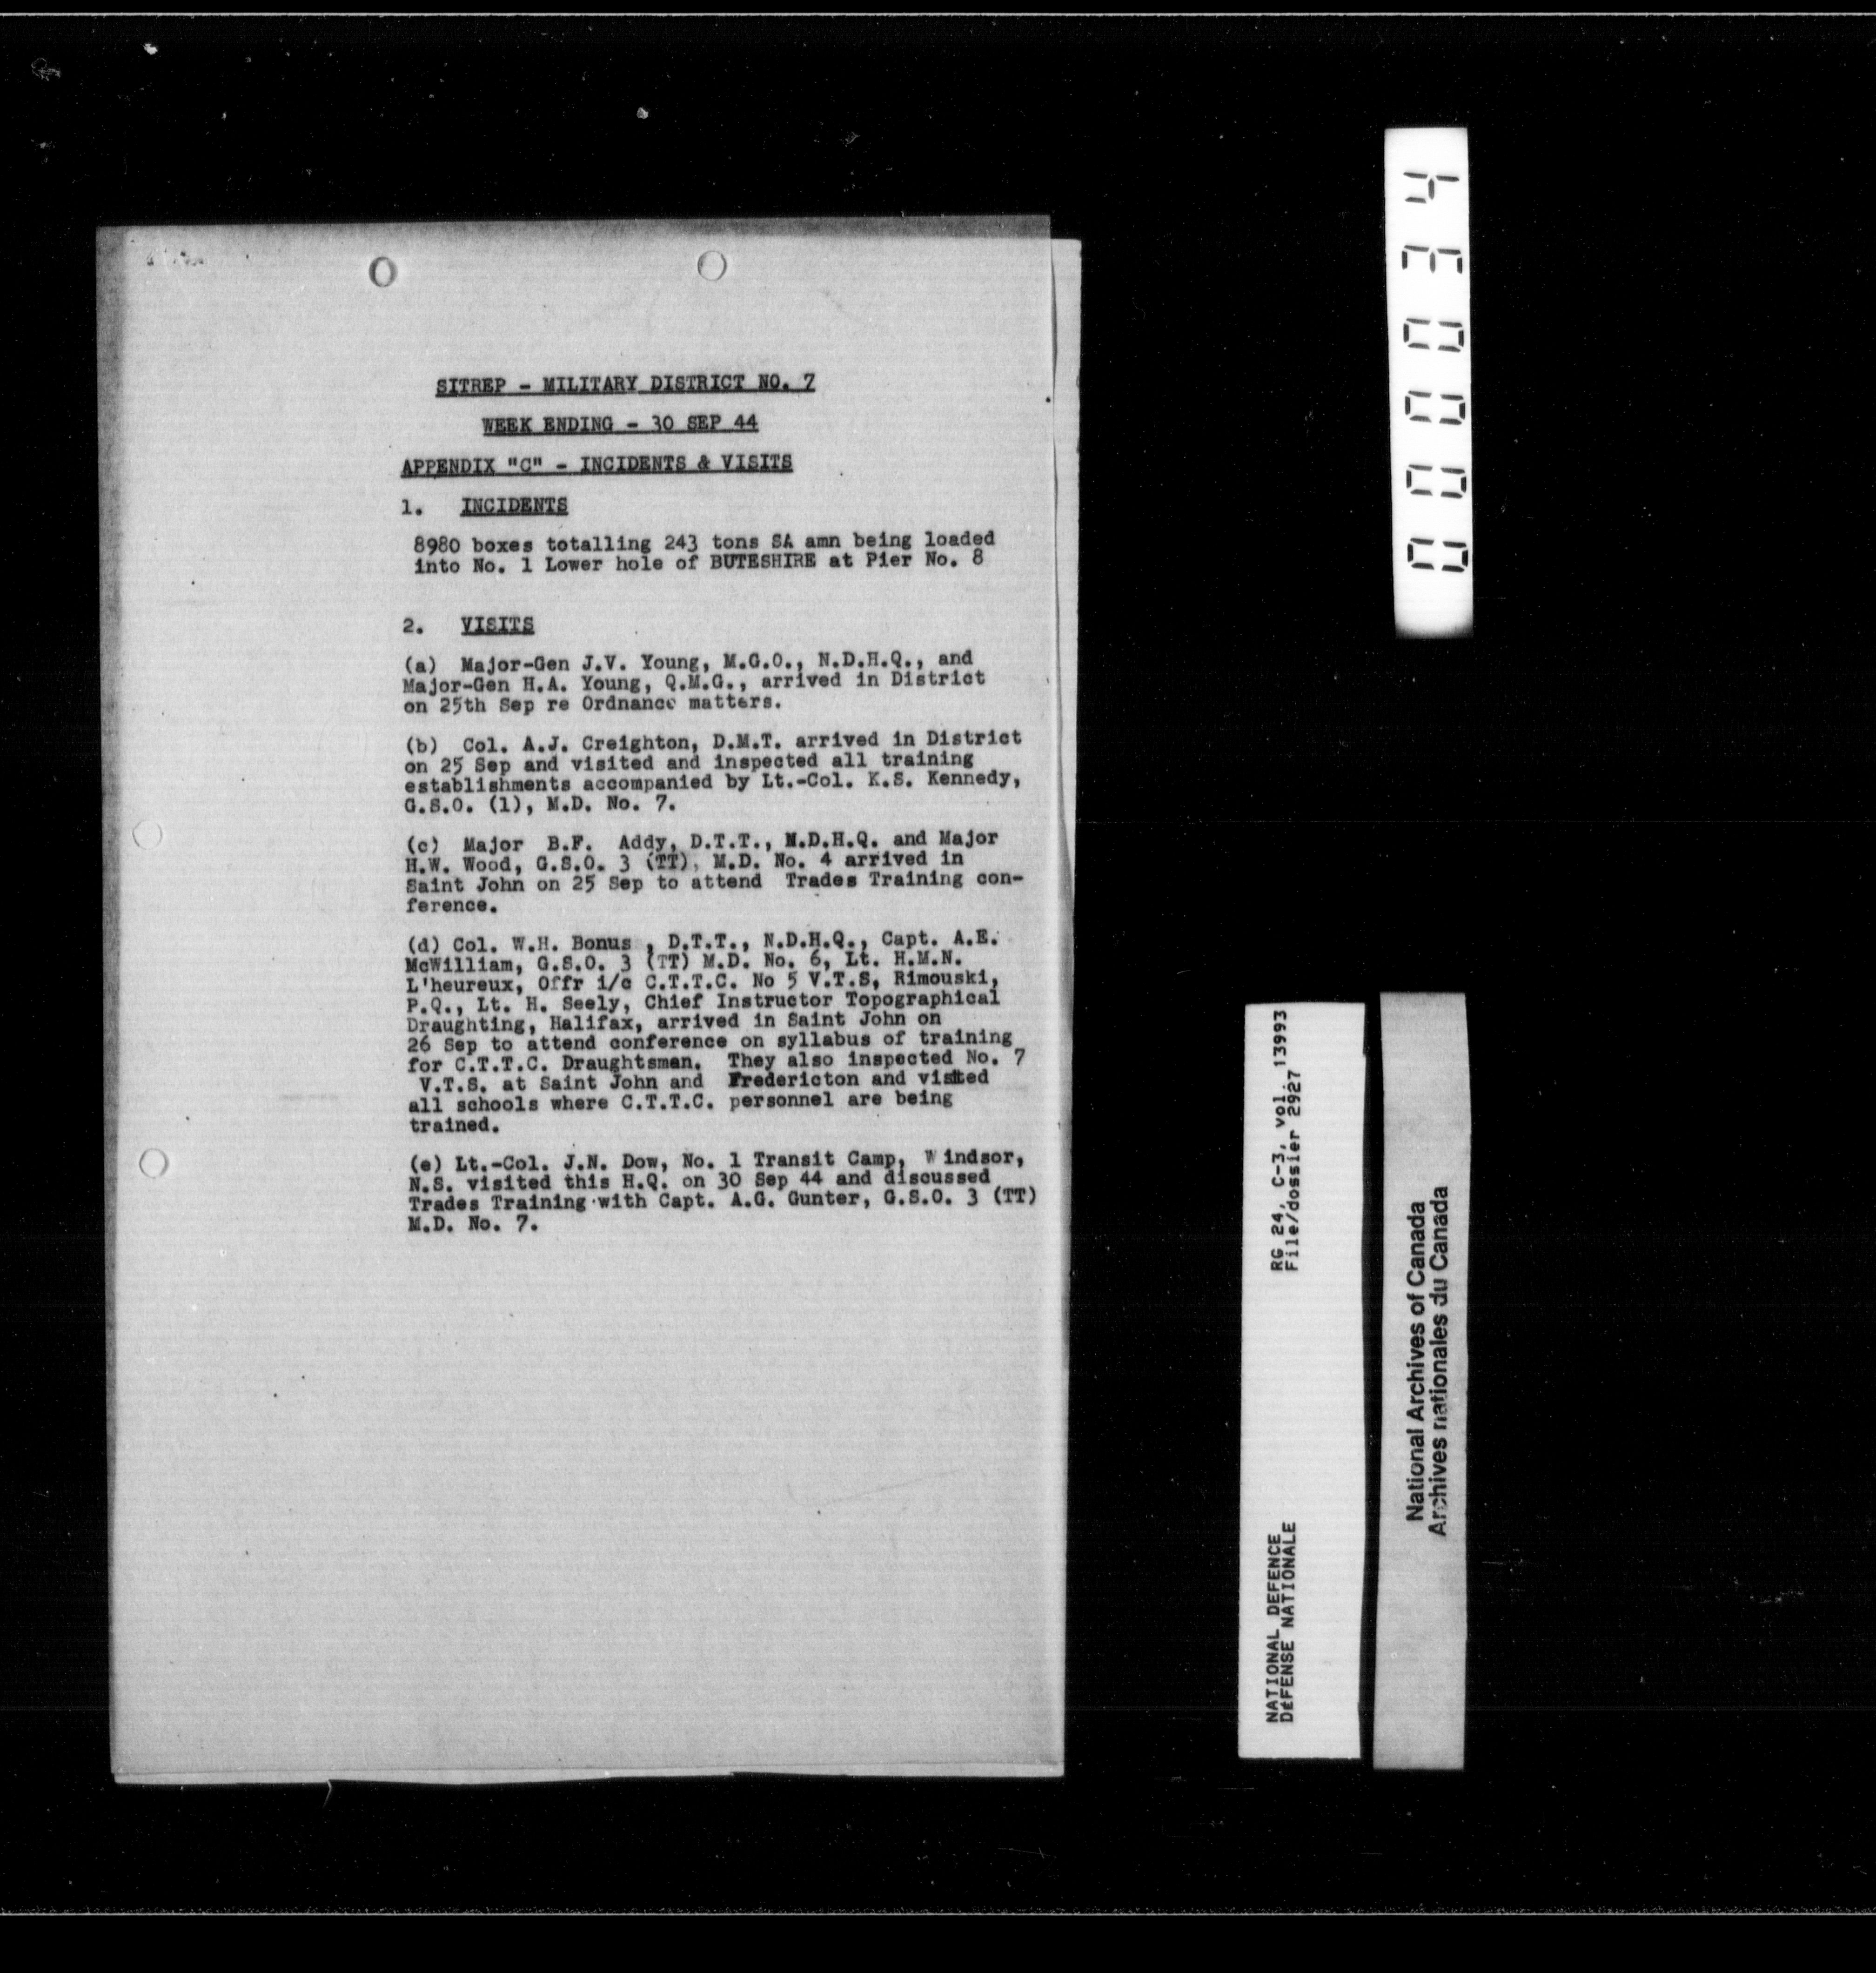 SITREP - MILITARY DISTRICT NO. 7
WEEK ENDING - 30 SEP 44
APPENDIX "C" - INCIDENTS & VISITS
1. INCIDENTS
8980 boxes totalling 243 tons SA amn being loaded
into No. 1 Lower hole of BUTESHIRE at Pier No. 8
2. VISITS
(a) Major-Gen J.V. Young, M.G.O., N.D.H.Q., and
Major-Gen H.A. Young, Q.M.G., arrived in District
on 25th Sep re Ordnance matters.
(b) Col. A.J. Creighton, D.M.T. arrived in District
on 25 Sep and visited and inspected all training
establishments accompanied by Lt.-Col. K.S. Kennedy,
G.S.O. (1), M.D. No. 7.
(c) Major B.F. Addy, D.T.T., N.D.H.Q. and Major
H.W. Wood, G.S.O. 3 (TT), M.D. No. 4 arrived in
Saint John on 25 Sep to attend Trades Training con-
ference.
(d) Col. W.H. Bonus , D.T.T., N.D.H.Q., Capt. A.E.
McWilliam, G.S.O. 3 (TT) M.D. No. 6, Lt. H.M.N.
L'heureux, Offr i/c C.T.T.C. No 5 V.T.S, Rimouski,
P.Q., Lt. H. Seely, Chief Instructor Topographical
Draughting, Halifax, arrived in Saint John on
26 Sep to attend conference on syllabus of training
for C.T.T.C. Draughtsman. They also inspected No. 7
V.T.S. at Saint John and Fredericton and visited
all schools where C.T.T.C. personnel are being
trained.
(e) Lt.-Col. J.N. Dow, No. 1 Transit Camp, Windsor,
N.S. visited this H.Q. on 30 Sep 44 and discussed
Trades Training with Capt. A.G. Gunter, G.S.O. 3 (TT)
M.D. No. 7.
000034
RG 24, C-3, vol. 13993
File/dossier 2927
NATIONAL DEFENCE
DéFENSE NATIONALE
National Archives of Canada
Archives nationales du Canada